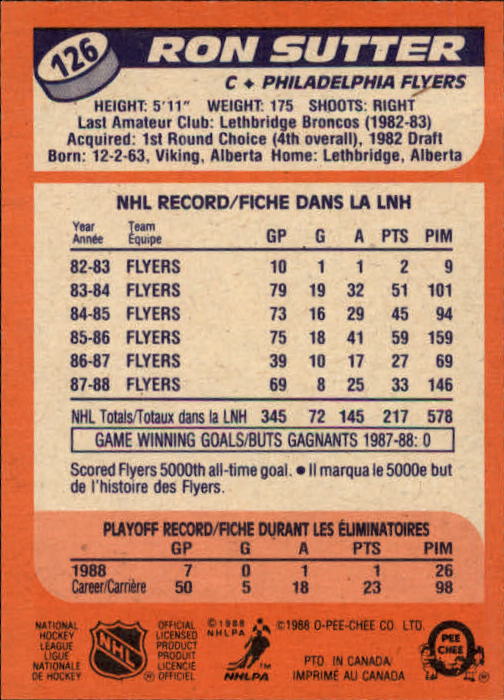 126
RON SUTTER
C ♦ PHILADELPHIA FLYERS
HEIGHT: 5'11" WEIGHT: 175 SHOOTS: RIGHT
Last Amateur Club: Lethbridge Broncos (1982-83)
Acquired: 1st Round Choice (4th overall), 1982 Draft
Born: 12-2-63, Viking, Alberta Home: Lethbridge, Alberta
NHL RECORD/FICHE DANS LA LNH
Year Team
Année Équipe GP G A PTS PIM
82-83 FLYERS 10 1 1 2 9
83-84 FLYERS 79 19 32 51 101
84-85 FLYERS 73 16 29 45 94
85-86 FLYERS 75 18 41 59 159
86-87 FLYERS 39 10 17 27 69
87-88 FLYERS 69 8 25 33 146
NHL Totals/Totaux dans la LNH 345 72 145 217 578
GAME WINNING GOALS/BUTS GAGNANTS 1987-88: 0
Scored Flyers 5000th all-time goal. ● Il marqua le 5000e but
de l'histoire des Flyers.
PLAYOFF RECORD/FICHE DURANT LES ÉLIMINATOIRES
GP G A PTS PIM
1988 7 0 1 1 26
Career/Carrière 50 5 18 23 98
NATIONAL
HOCKEY
LEAGUE
LIGUE
NATIONALE
DE HOCKEY
NHL
OFFICIAL
LICENSED
PRODUCT
PRODUIT
LICENCIE
OFFICIEL
© 1988
NHLPA
NHLPA
©1988 O-PEE-CHEE CO. LTD.
PTD. IN CANADA
IMPRIMÉ AU CANADA
PEE
CHEE